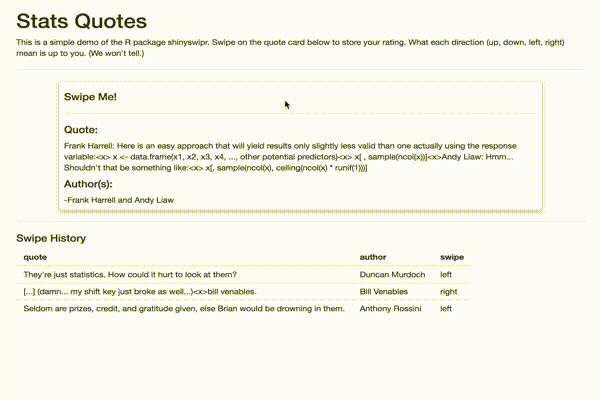 Stats Quotes
This is a simple demo of the R package shinyswipr. Swipe on the quote card below to store your rating. What each direction (up, down, left, right)
mean is up to you. (We won't tell.)
Swipe Me!
Quote:
Frank Harrell: Here is an easy approach that will yield results only slightly less valid than one actually using the response
variable:<x> x <- data.frame(x1, x2, x3, x4, ..., other potential predictors)<x> x[ , sample(ncol(x))]<x>Andy Liaw: Hmm...
Shouldn't that be something like:<x> x[, sample(ncol(x), ceiling(ncol(x) * runif(1)))]
Author(s):
-Frank Harrell and Andy Liaw
Swipe History
quote author swipe
They're just statistics. How could it hurt to look at them? Duncan Murdoch left
[...] (damn... my shift key just broke as well...)<x>bill venables. Bill Venables right
Seldom are prizes, credit, and gratitude given, else Brian would be drowning in them. Anthony Rossini left